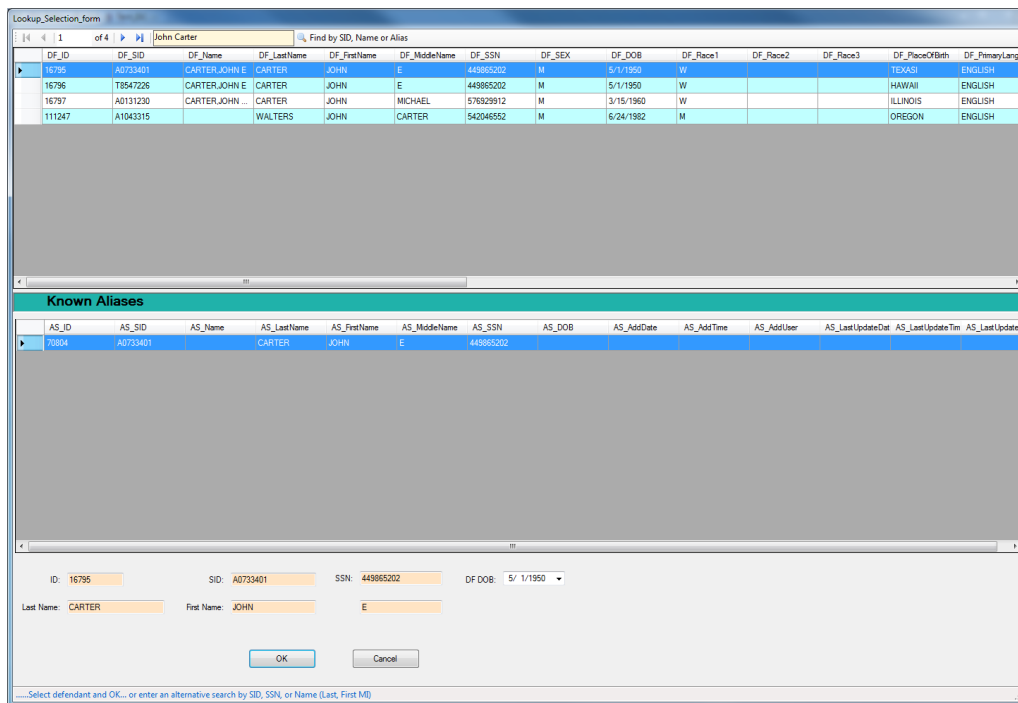 Lookup_Selection_form
1 of 4 John Carter Find by SID, Name or Alias
DF_ID DF_SID DF_Name DF_LastName DF_FirstName DF_MiddleName DF_SSN DF_SEX DF_DOB DF_Race1 DF_Race2 DF_Race3 DF_PlaceOfBirth DF_PrimaryLang
16795 A0733401 CARTER,JOHN E CARTER JOHN E 449865202 M 5/1/1950 W TEXASI ENGLISH
16796 T8547226 CARTER,JOHN E CARTER JOHN E 449865202 M 5/1/1950 W HAWAII ENGLISH
16797 A0131230 CARTER,JOHN ... CARTER JOHN MICHAEL 576929912 M 3/15/1960 W ILLINOIS ENGLISH
111247 A1043315 WALTERS JOHN CARTER 542046552 M 6/24/1982 M OREGON ENGLISH
Known Aliases
AS_ID AS_SID AS_Name AS_LastName AS_FirstName AS_MiddleName AS_SSN AS_DOB AS_AddDate AS_AddTime AS_AddUser AS_LastUpdateDat AS_LastUpdateTim AS_LastUpdate
70804 A0733401 CARTER JOHN E 449865202
ID: 16795 SID: A0733401 SSN: 449865202 DF DOB: 5/ 1/1950
Last Name: CARTER First Name: JOHN E
OK Cancel
......Select defendant and OK... or enter an alternative search by SID, SSN, or Name (Last, First MI)